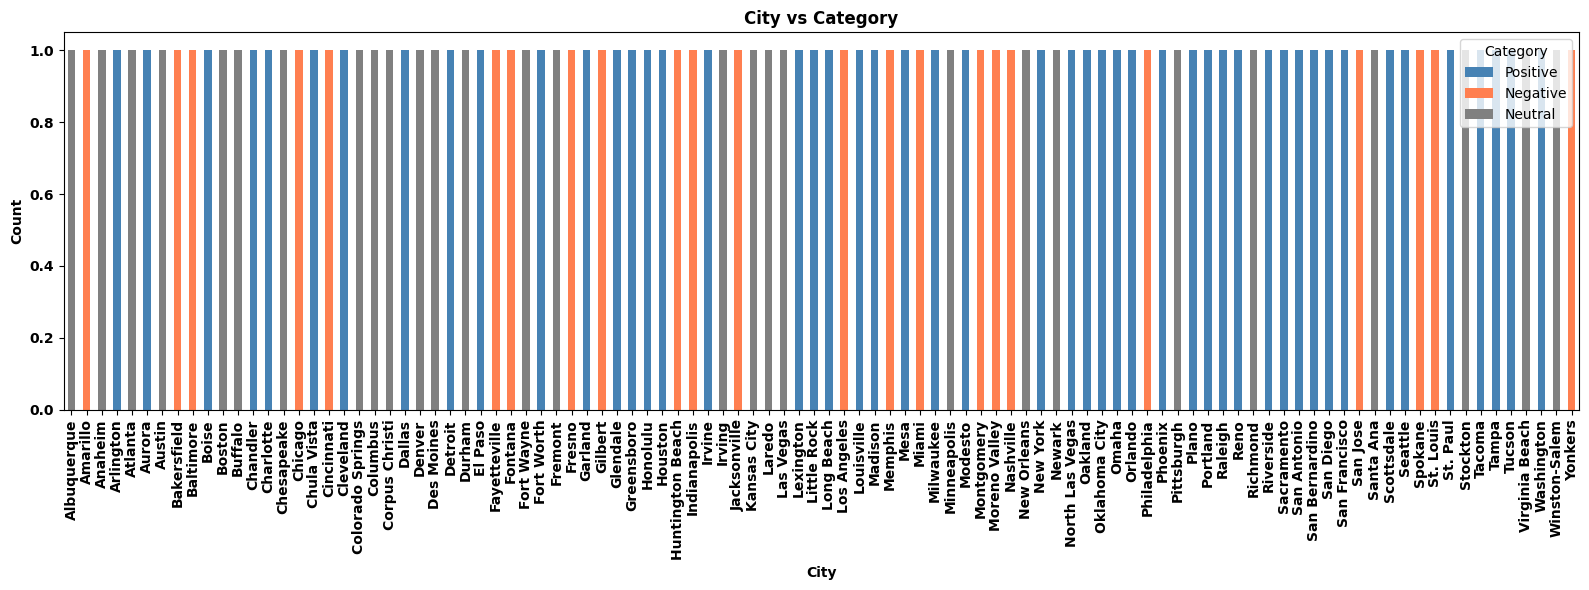 City vs Category
Category
Positive
Negative
Neutral
Count
1.0
0.8
0.6
0.4
0.2
0.0
Albuquerque
Amarillo
Anaheim
Arlington
Atlanta
Aurora
Austin
Bakersfield
Baltimore
Boise
Boston
Buffalo
Chandler
Charlotte
Chesapeake
Chicago
Chula Vista
Cincinnati
Cleveland
Colorado Springs
Columbus
Corpus Christi
Dallas
Denver
Des Moines
Detroit
Durham
El Paso
Fayetteville
Fontana
Fort Wayne
Fort Worth
Fremont
Fresno
Garland
Gilbert
Glendale
Greensboro
Honolulu
Houston
Huntington Beach
Indianapolis
Irvine
Irving
Jacksonville
Kansas City
Laredo
Las Vegas
Lexington
Little Rock
Long Beach
Los Angeles
Louisville
Madison
Memphis
Mesa
Miami
Milwaukee
Minneapolis
Modesto
Montgomery
Moreno Valley
Nashville
New Orleans
New York
Newark
North Las Vegas
Oakland
Oklahoma City
Omaha
Orlando
Philadelphia
Phoenix
Pittsburgh
Plano
Portland
Raleigh
Reno
Richmond
Riverside
Sacramento
San Antonio
San Bernardino
San Diego
San Francisco
San Jose
Santa Ana
Scottsdale
Seattle
Spokane
St. Louis
St. Paul
Stockton
Tacoma
Tampa
Tucson
Virginia Beach
Washington
Winston-Salem
Yonkers
City